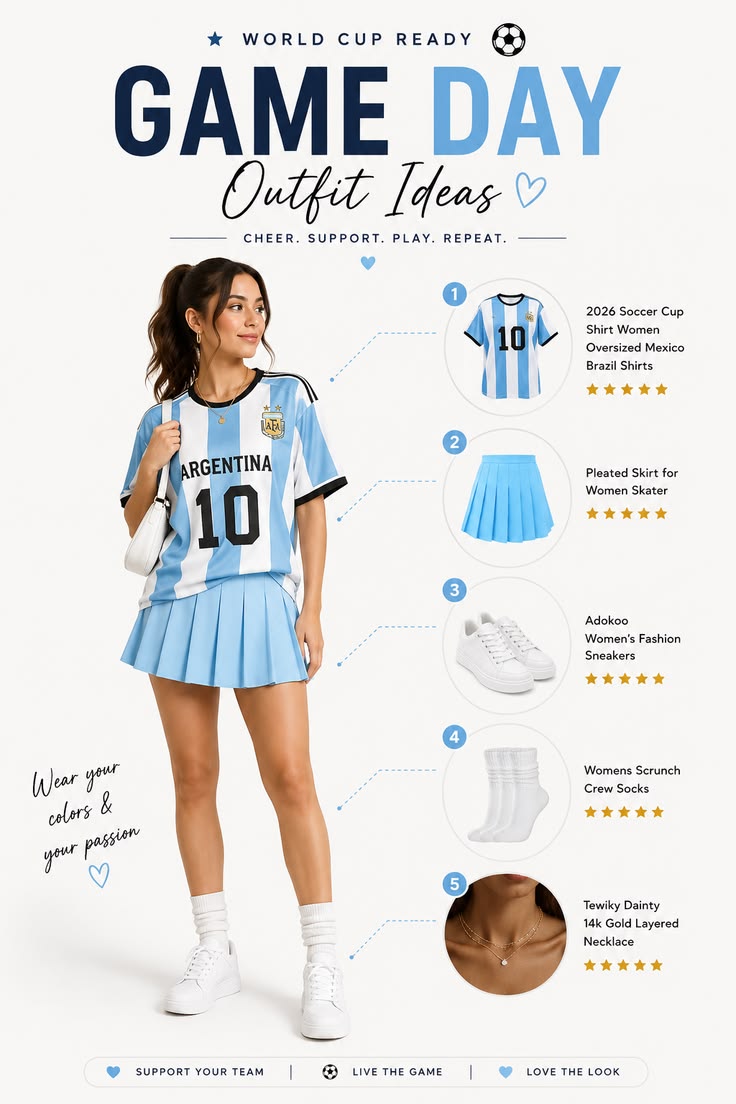 WORLD CUP READY
GAME DAY
Outfit Ideas
CHEER. SUPPORT. PLAY. REPEAT.
AFA
ARGENTINA
10
Wear your
colors &
your passion
1
10
2026 Soccer Cup
Shirt Women
Oversized Mexico
Brazil Shirts
2
Pleated Skirt for
Women Skater
3
Adokoo
Women's Fashion
Sneakers
4
Womens Scrunch
Crew Socks
5
Tewiky Dainty
14k Gold Layered
Necklace
SUPPORT YOUR TEAM | LIVE THE GAME | LOVE THE LOOK